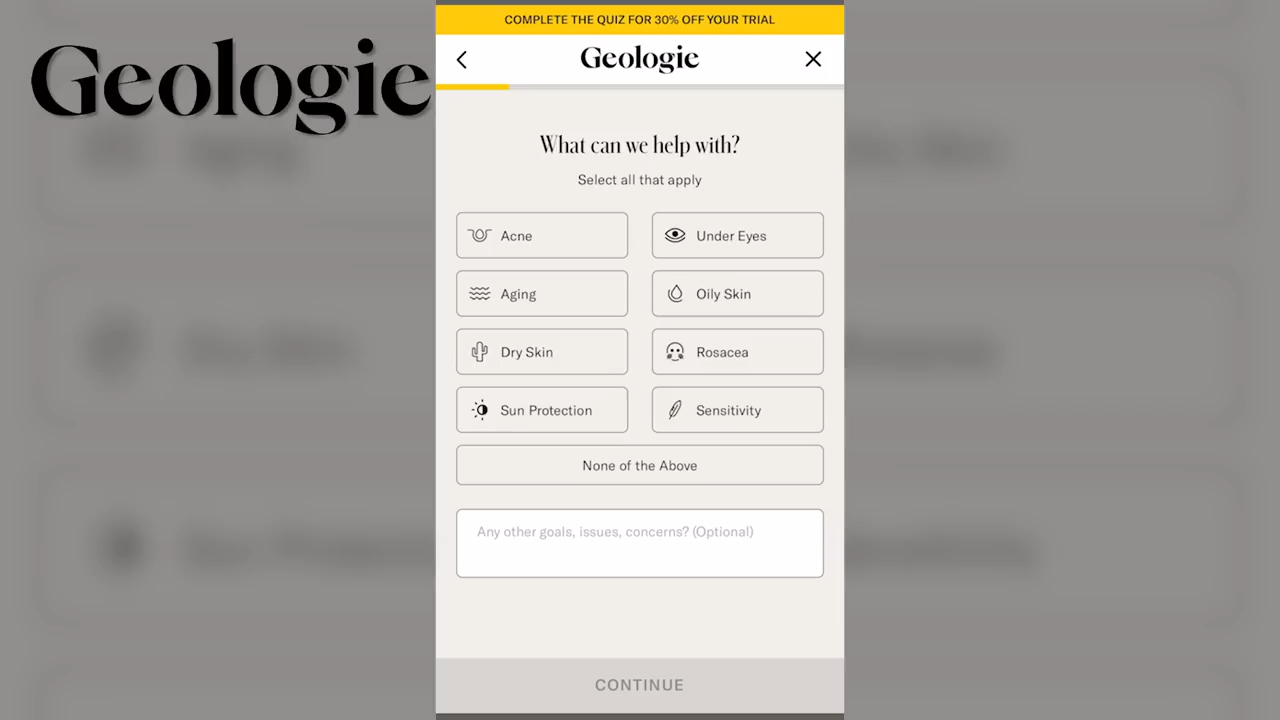 COMPLETE THE QUIZ FOR 30% OFF YOUR TRIAL
Geologie
Geologie
What can we help with?
Select all that apply
Acne
Under Eyes
Aging
Oily Skin
Dry Skin
Rosacea
Sun Protection
Sensitivity
None of the Above
Any other goals, issues, concerns? (Optional)
CONTINUE